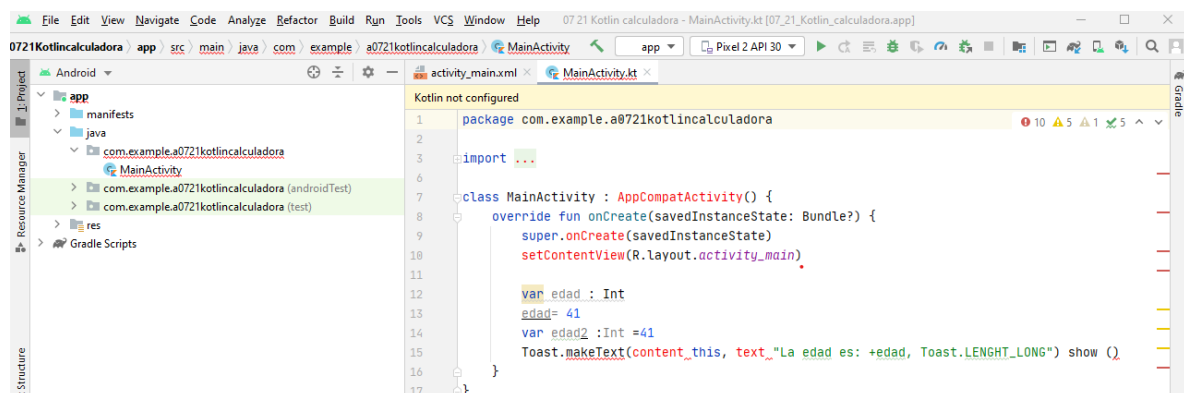 File Edit View Navigate Code Analyze Refactor Build Run Tools VCS Window Help 07 21 Kotlin calculadora - MainActivity.kt [07_21_Kotlin_calculadora.app]
0721Kotlincalculadora app src main java com example a0721kotlincalculadora MainActivity app Pixel 2 API 30
Android
activity_main.xml MainActivity.kt
1: Project
Resource Manager
Structure
Gradle
app
manifests
java
com.example.a0721kotlincalculadora
MainActivity
com.example.a0721kotlincalculadora (androidTest)
com.example.a0721kotlincalculadora (test)
res
Gradle Scripts
Kotlin not configured
10 5 1 5
1 package com.example.a0721kotlincalculadora
2
3 import ...
6
7 class MainActivity : AppCompatActivity() {
8 override fun onCreate(savedInstanceState: Bundle?) {
9 super.onCreate(savedInstanceState)
10 setContentView(R.layout.activity_main)
11
12 var edad : Int
13 edad= 41
14 var edad2 :Int =41
15 Toast.makeText(content this, text "La edad es: +edad, Toast.LENGHT_LONG") show ()
16 }
17 }